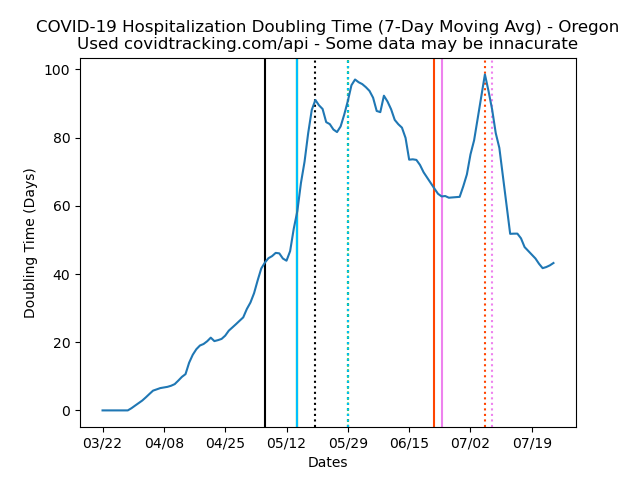 COVID-19 Hospitalization Doubling Time (7-Day Moving Avg) - Oregon
Used covidtracking.com/api - Some data may be innacurate
100
80
60
40
20
0
Doubling Time (Days)
03/22 04/08 04/25 05/12 05/29 06/15 07/02 07/19
Dates